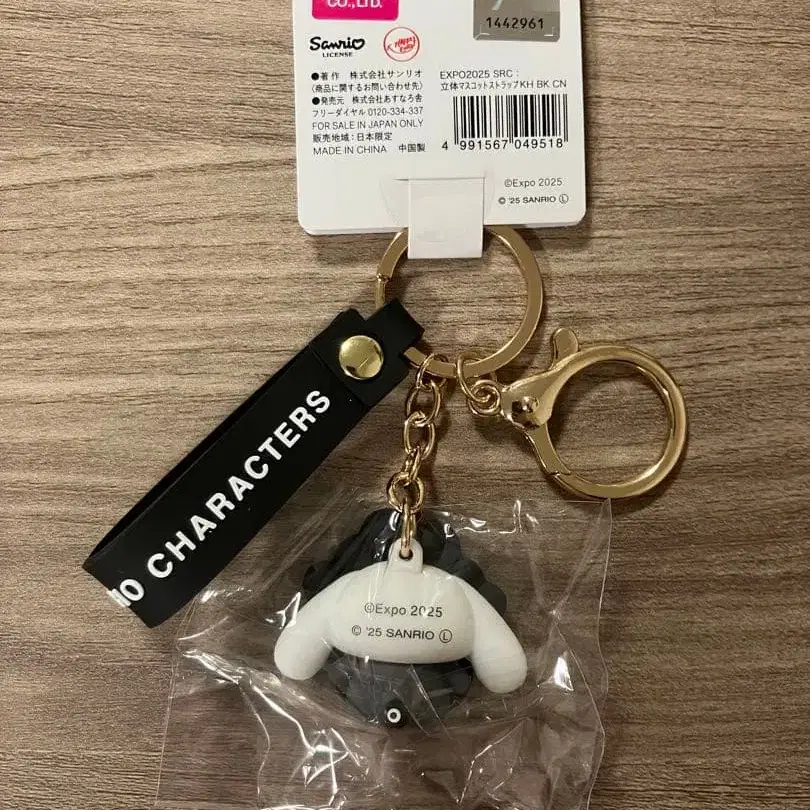 CO.,LTD.
1442961
Sanrio
LICENSE
●著作 株式会社サンリオ
(商品に関するお問い合わせ先)
●発売元 株式会社あすなろ舎
フリーダイヤル 0120-334-337
FOR SALE IN JAPAN ONLY
販売地域：日本限定
MADE IN CHINA 中国製
EXPO2025 SRC：
立体マスコットストラップKH BK CN
4 991567 049518
©Expo 2025
© '25 SANRIO Ⓛ
IO CHARACTERS
©Expo 2025
© '25 SANRIO Ⓛ